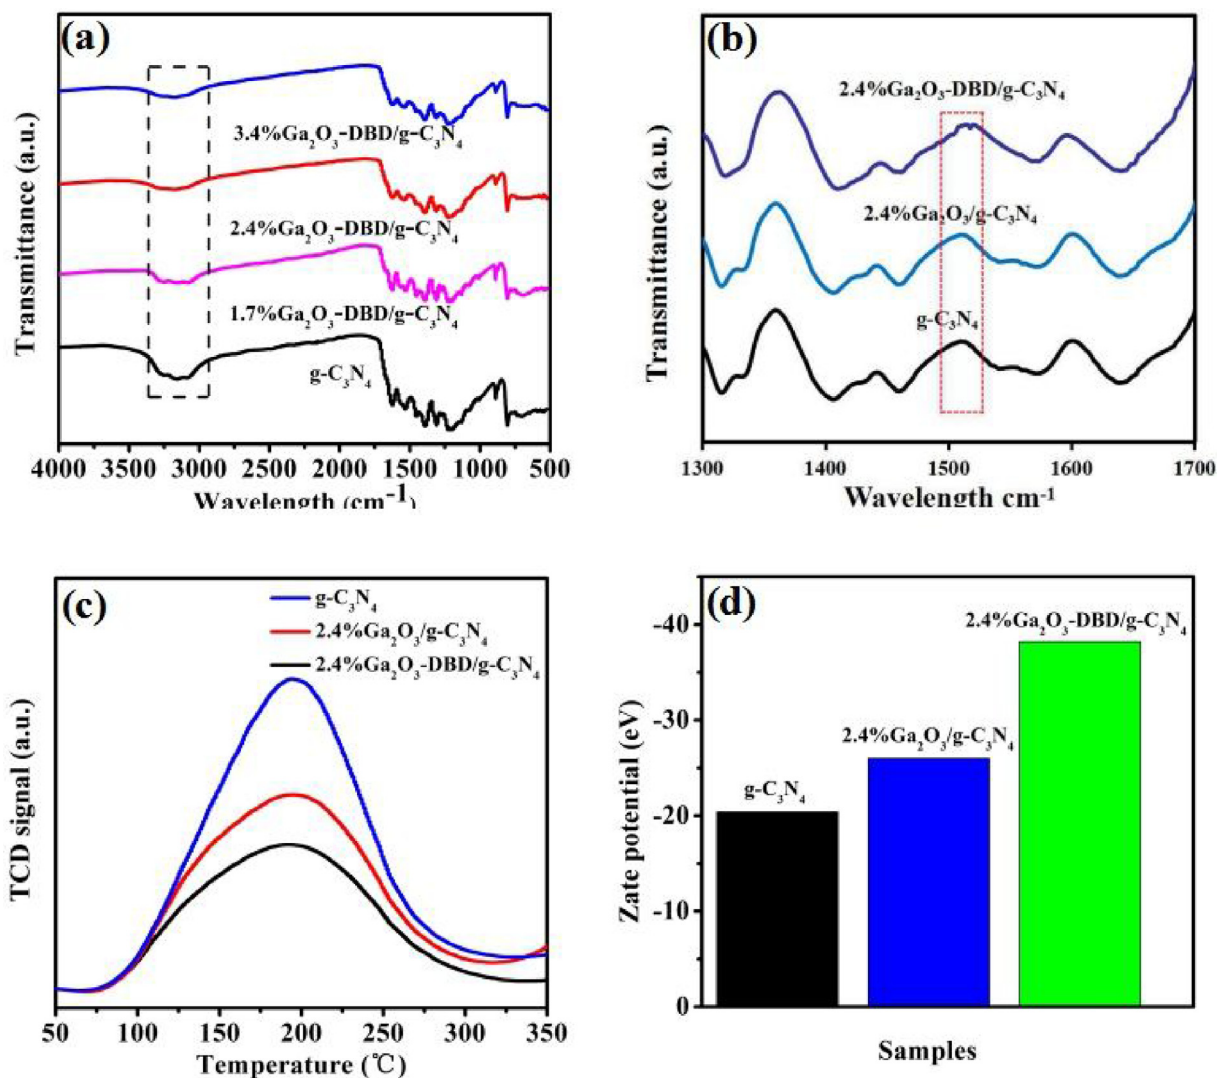 (a)
3.4%Ga₂O₃-DBD/g-C₃N₄
2.4%Ga₂O₃-DBD/g-C₃N₄
1.7%Ga₂O₃-DBD/g-C₃N₄
g-C₃N₄
Transmittance (a.u.)
4000 3500 3000 2500 2000 1500 1000 500
Wavelength (cm⁻¹)
(b)
2.4%Ga₂O₃-DBD/g-C₃N₄
2.4%Ga₂O₃/g-C₃N₄
g-C₃N₄
Transmittance (a.u.)
1300 1400 1500 1600 1700
Wavelength cm⁻¹
(c)
g-C₃N₄
2.4%Ga₂O₃/g-C₃N₄
2.4%Ga₂O₃-DBD/g-C₃N₄
TCD signal (a.u.)
50 100 150 200 250 300 350
Temperature (℃)
(d)
2.4%Ga₂O₃-DBD/g-C₃N₄
2.4%Ga₂O₃/g-C₃N₄
g-C₃N₄
Zate potential (eV)
-40
-30
-20
-10
0
Samples